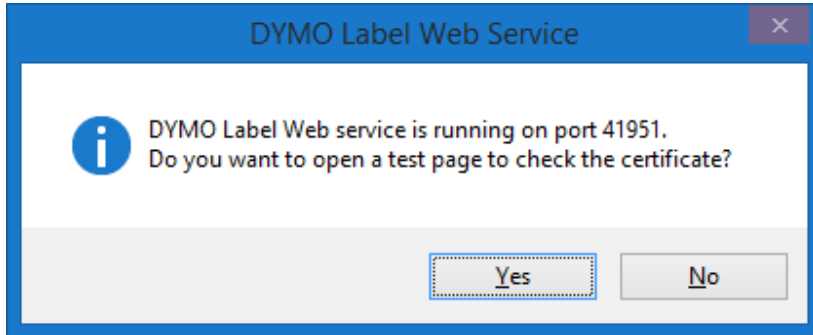 DYMO Label Web Service
DYMO Label Web service is running on port 41951.
Do you want to open a test page to check the certificate?
Yes
No